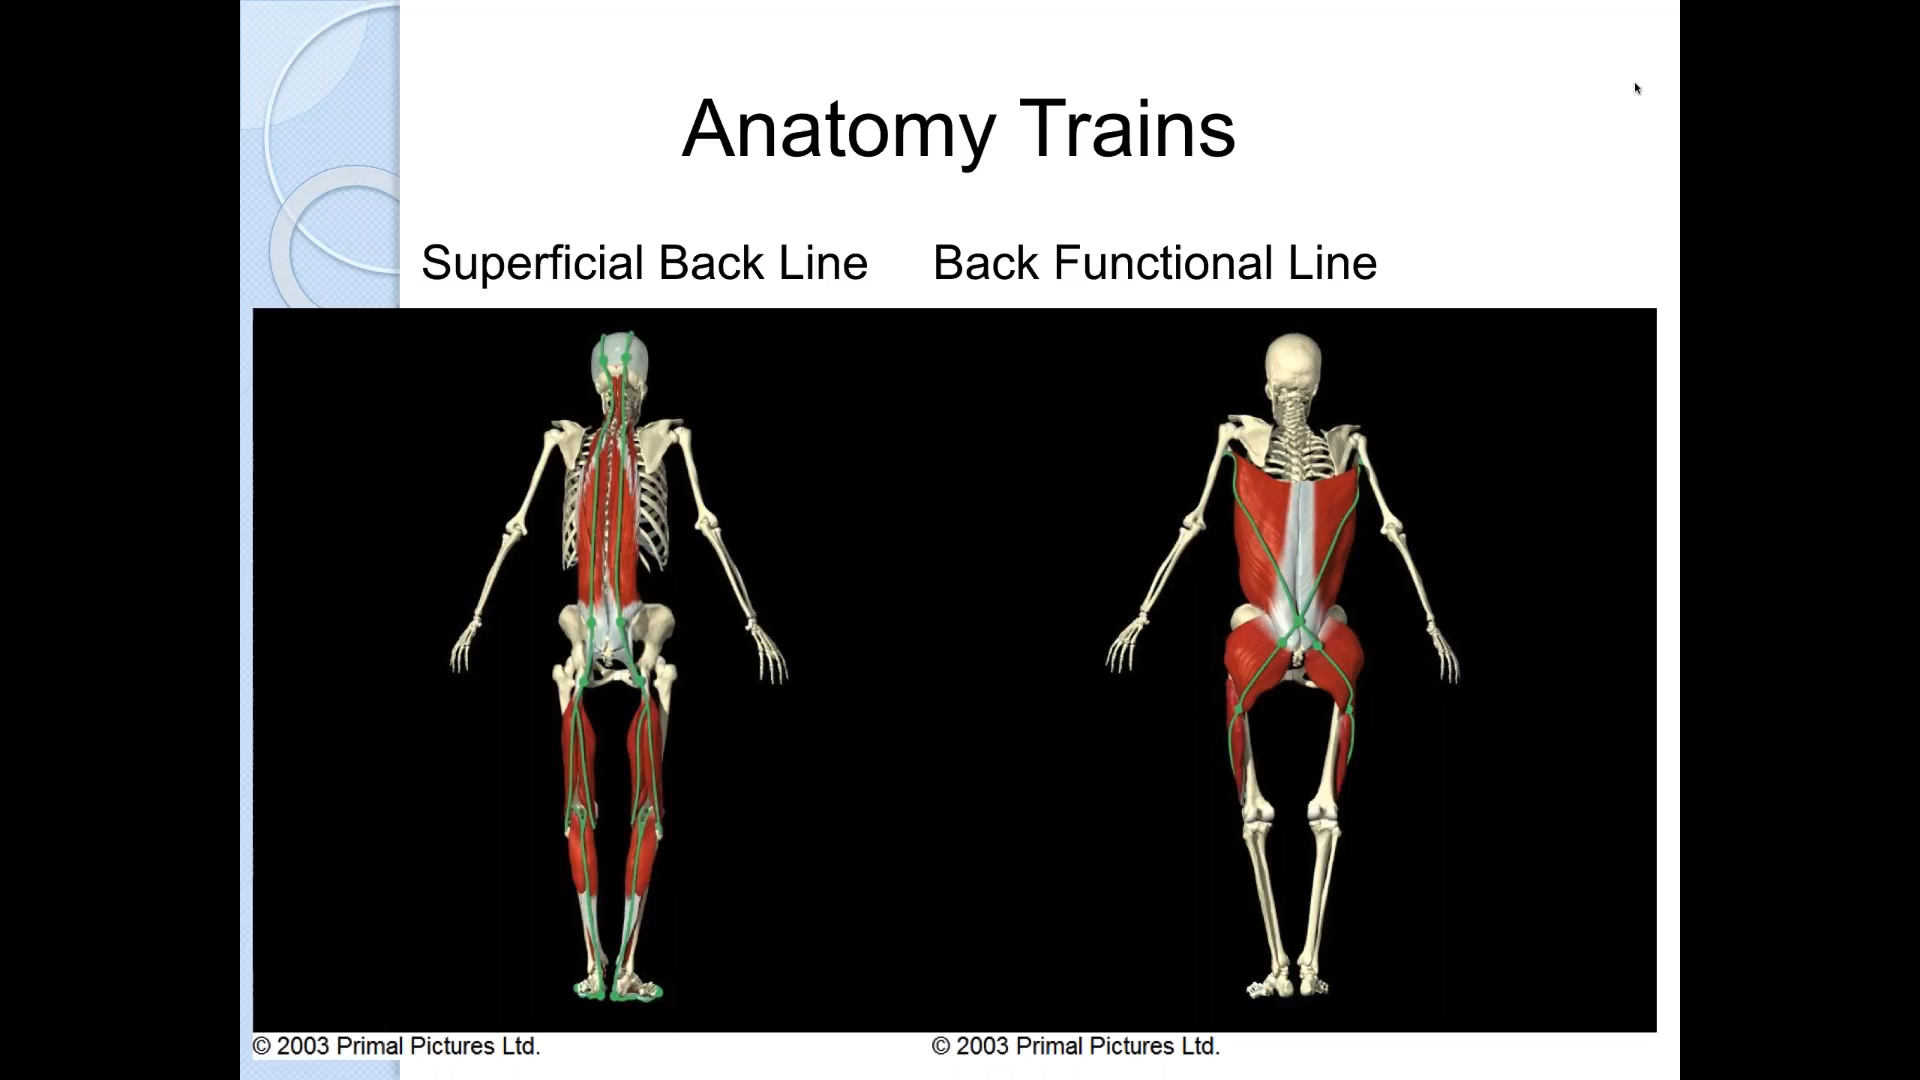 Anatomy Trains
Superficial Back Line
Back Functional Line
© 2003 Primal Pictures Ltd.
© 2003 Primal Pictures Ltd.